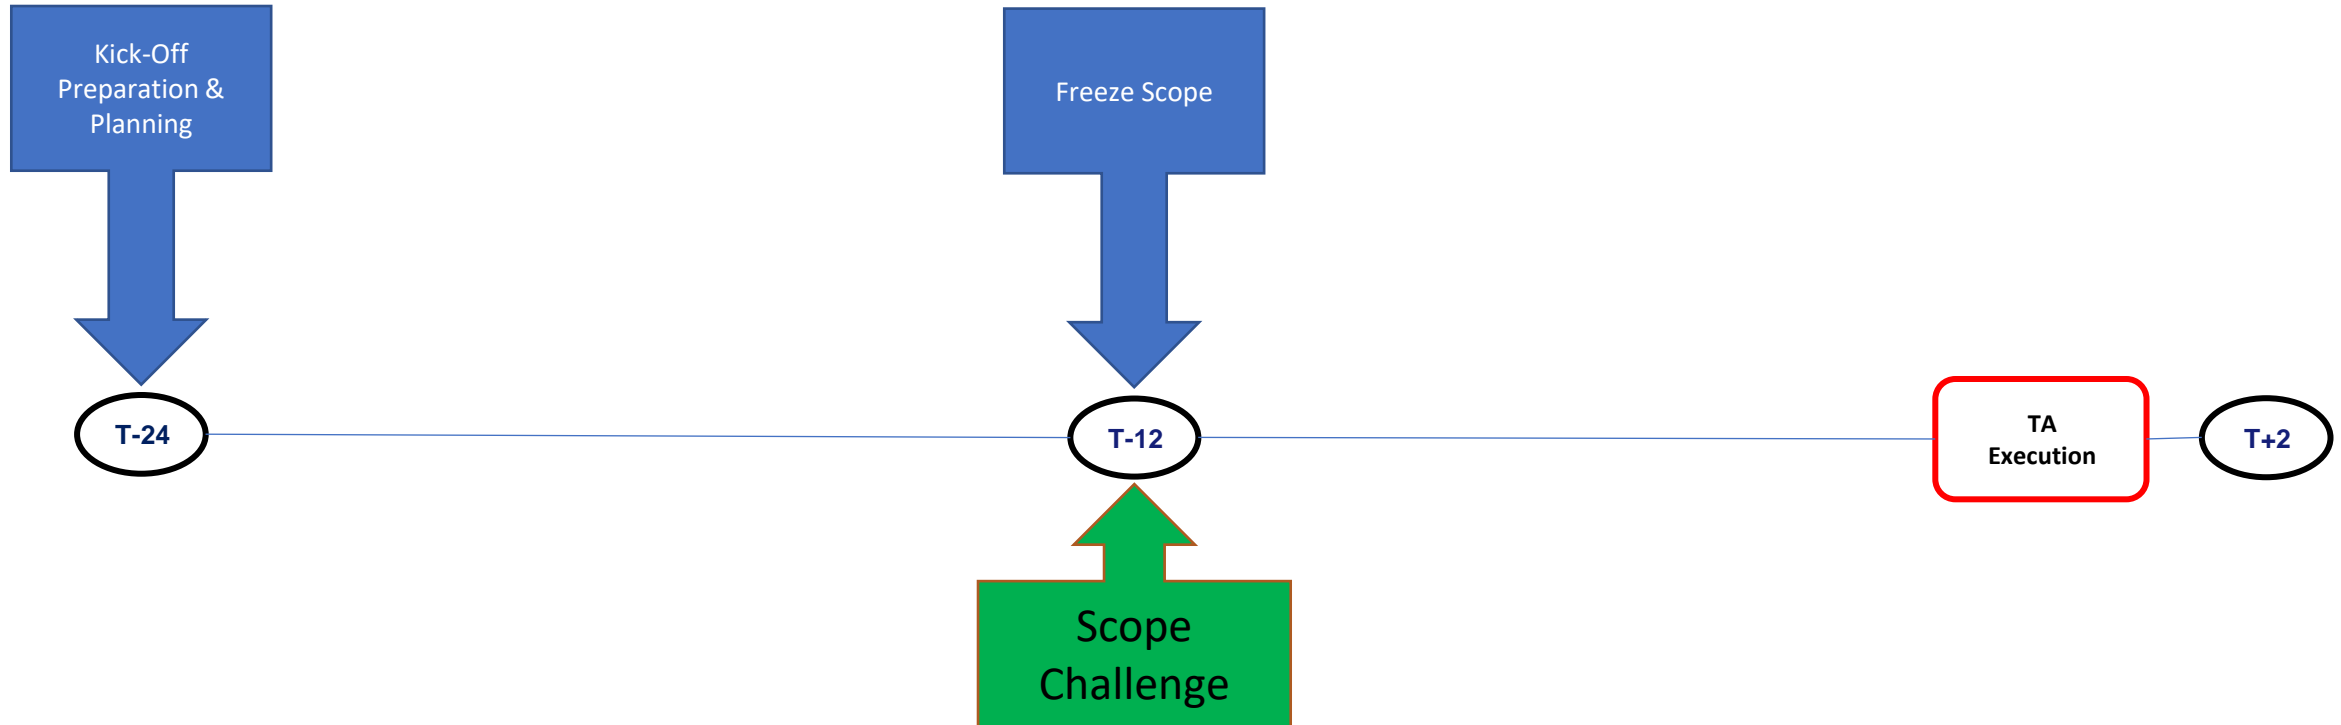 Kick-Off
Preparation &
Planning
Freeze Scope
T-24
T-12
TA
Execution
T+2
Scope
Challenge